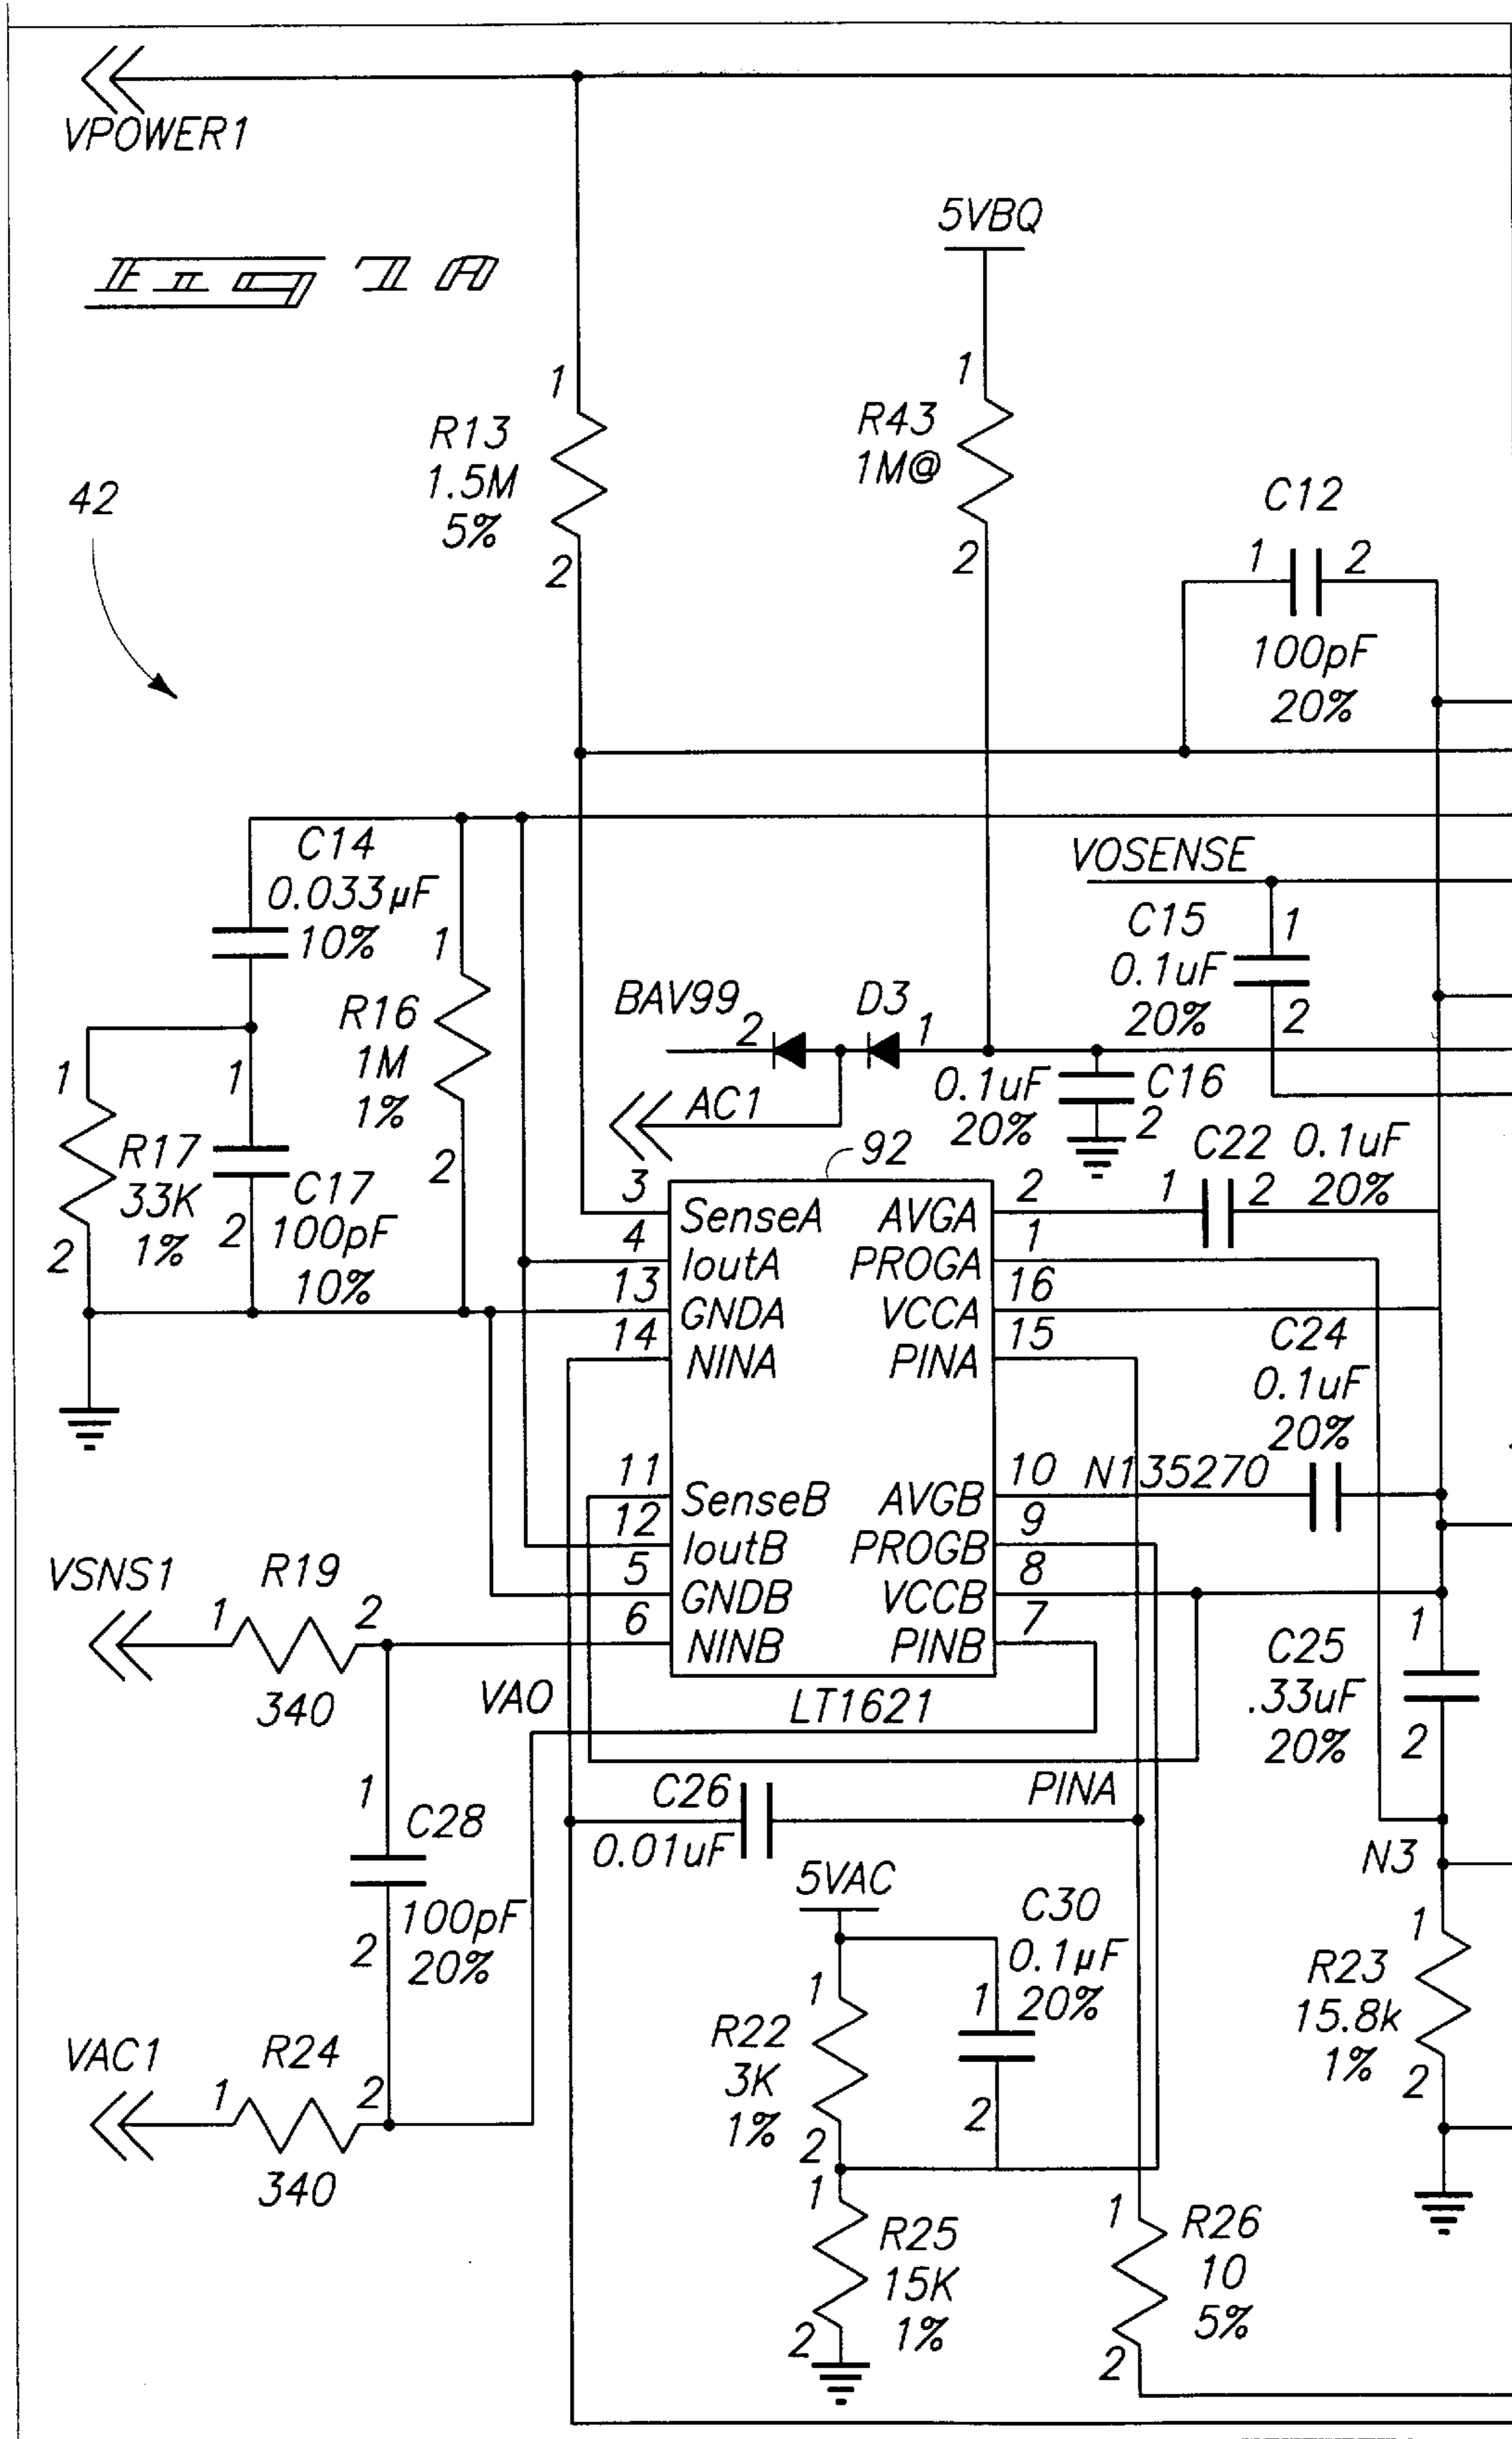 VPOWER1
5VBQ
Fig 7A
1
R13
1.5M
5%
2
1
R43
1M@
2
42
C12
1 2
100pF
20%
C14
0.033µF
10%
1
R16
1M
1%
2
VOSENSE
C15
0.1uF
20%
1
2
BAV99
2
D3
1
AC1
0.1uF
20%
C16
2
1
R17
33K
1%
2
1
C17
100pF
10%
2
92
C22
0.1uF
20%
1 2
3 SenseA AVGA 2
4 IoutA PROGA 1
13 GNDA VCCA 16
14 NINA PINA 15
C24
0.1uF
20%
11 SenseB AVGB 10 N135270
12 IoutB PROGB 9
5 GNDB VCCB 8
6 NINB PINB 7
LT1621
VSNS1
R19
1 2
340
VAO
1
C25
.33uF
20%
2
C26
0.01uF
PINA
1
C28
100pF
20%
2
5VAC
C30
0.1µF
20%
1
2
N3
1
R22
3K
1%
2
1
R23
15.8k
1%
2
VAC1
R24
1 2
340
1
R25
15K
1%
2
1
R26
10
5%
2